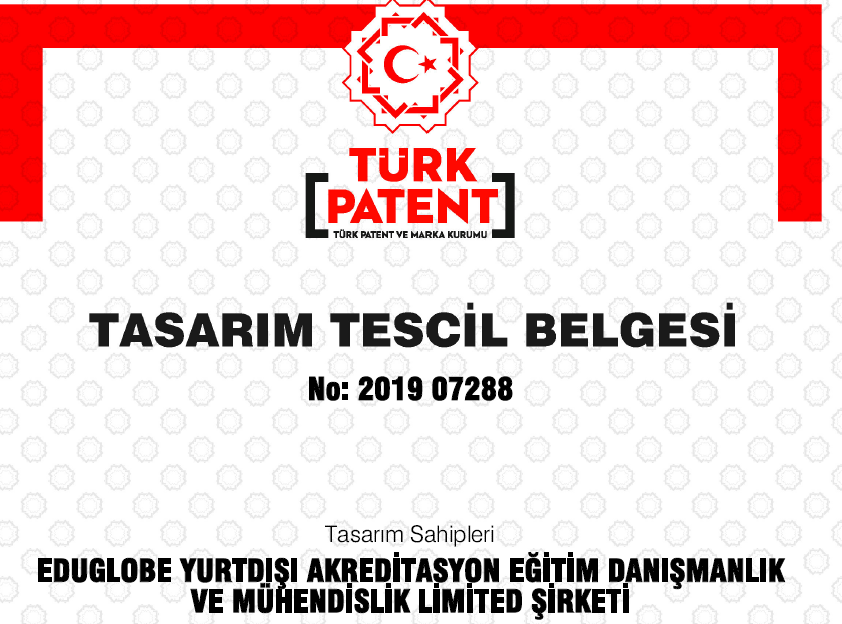 TÜRK
PATENT
TÜRK PATENT VE MARKA KURUMU
TASARIM TESCİL BELGESİ
No: 2019 07288
Tasarım Sahipleri
EDUGLOBE YURTDIŞI AKREDİTASYON EĞİTİM DANIŞMANLIK
VE MÜHENDİSLİK LİMİTED ŞİRKETİ